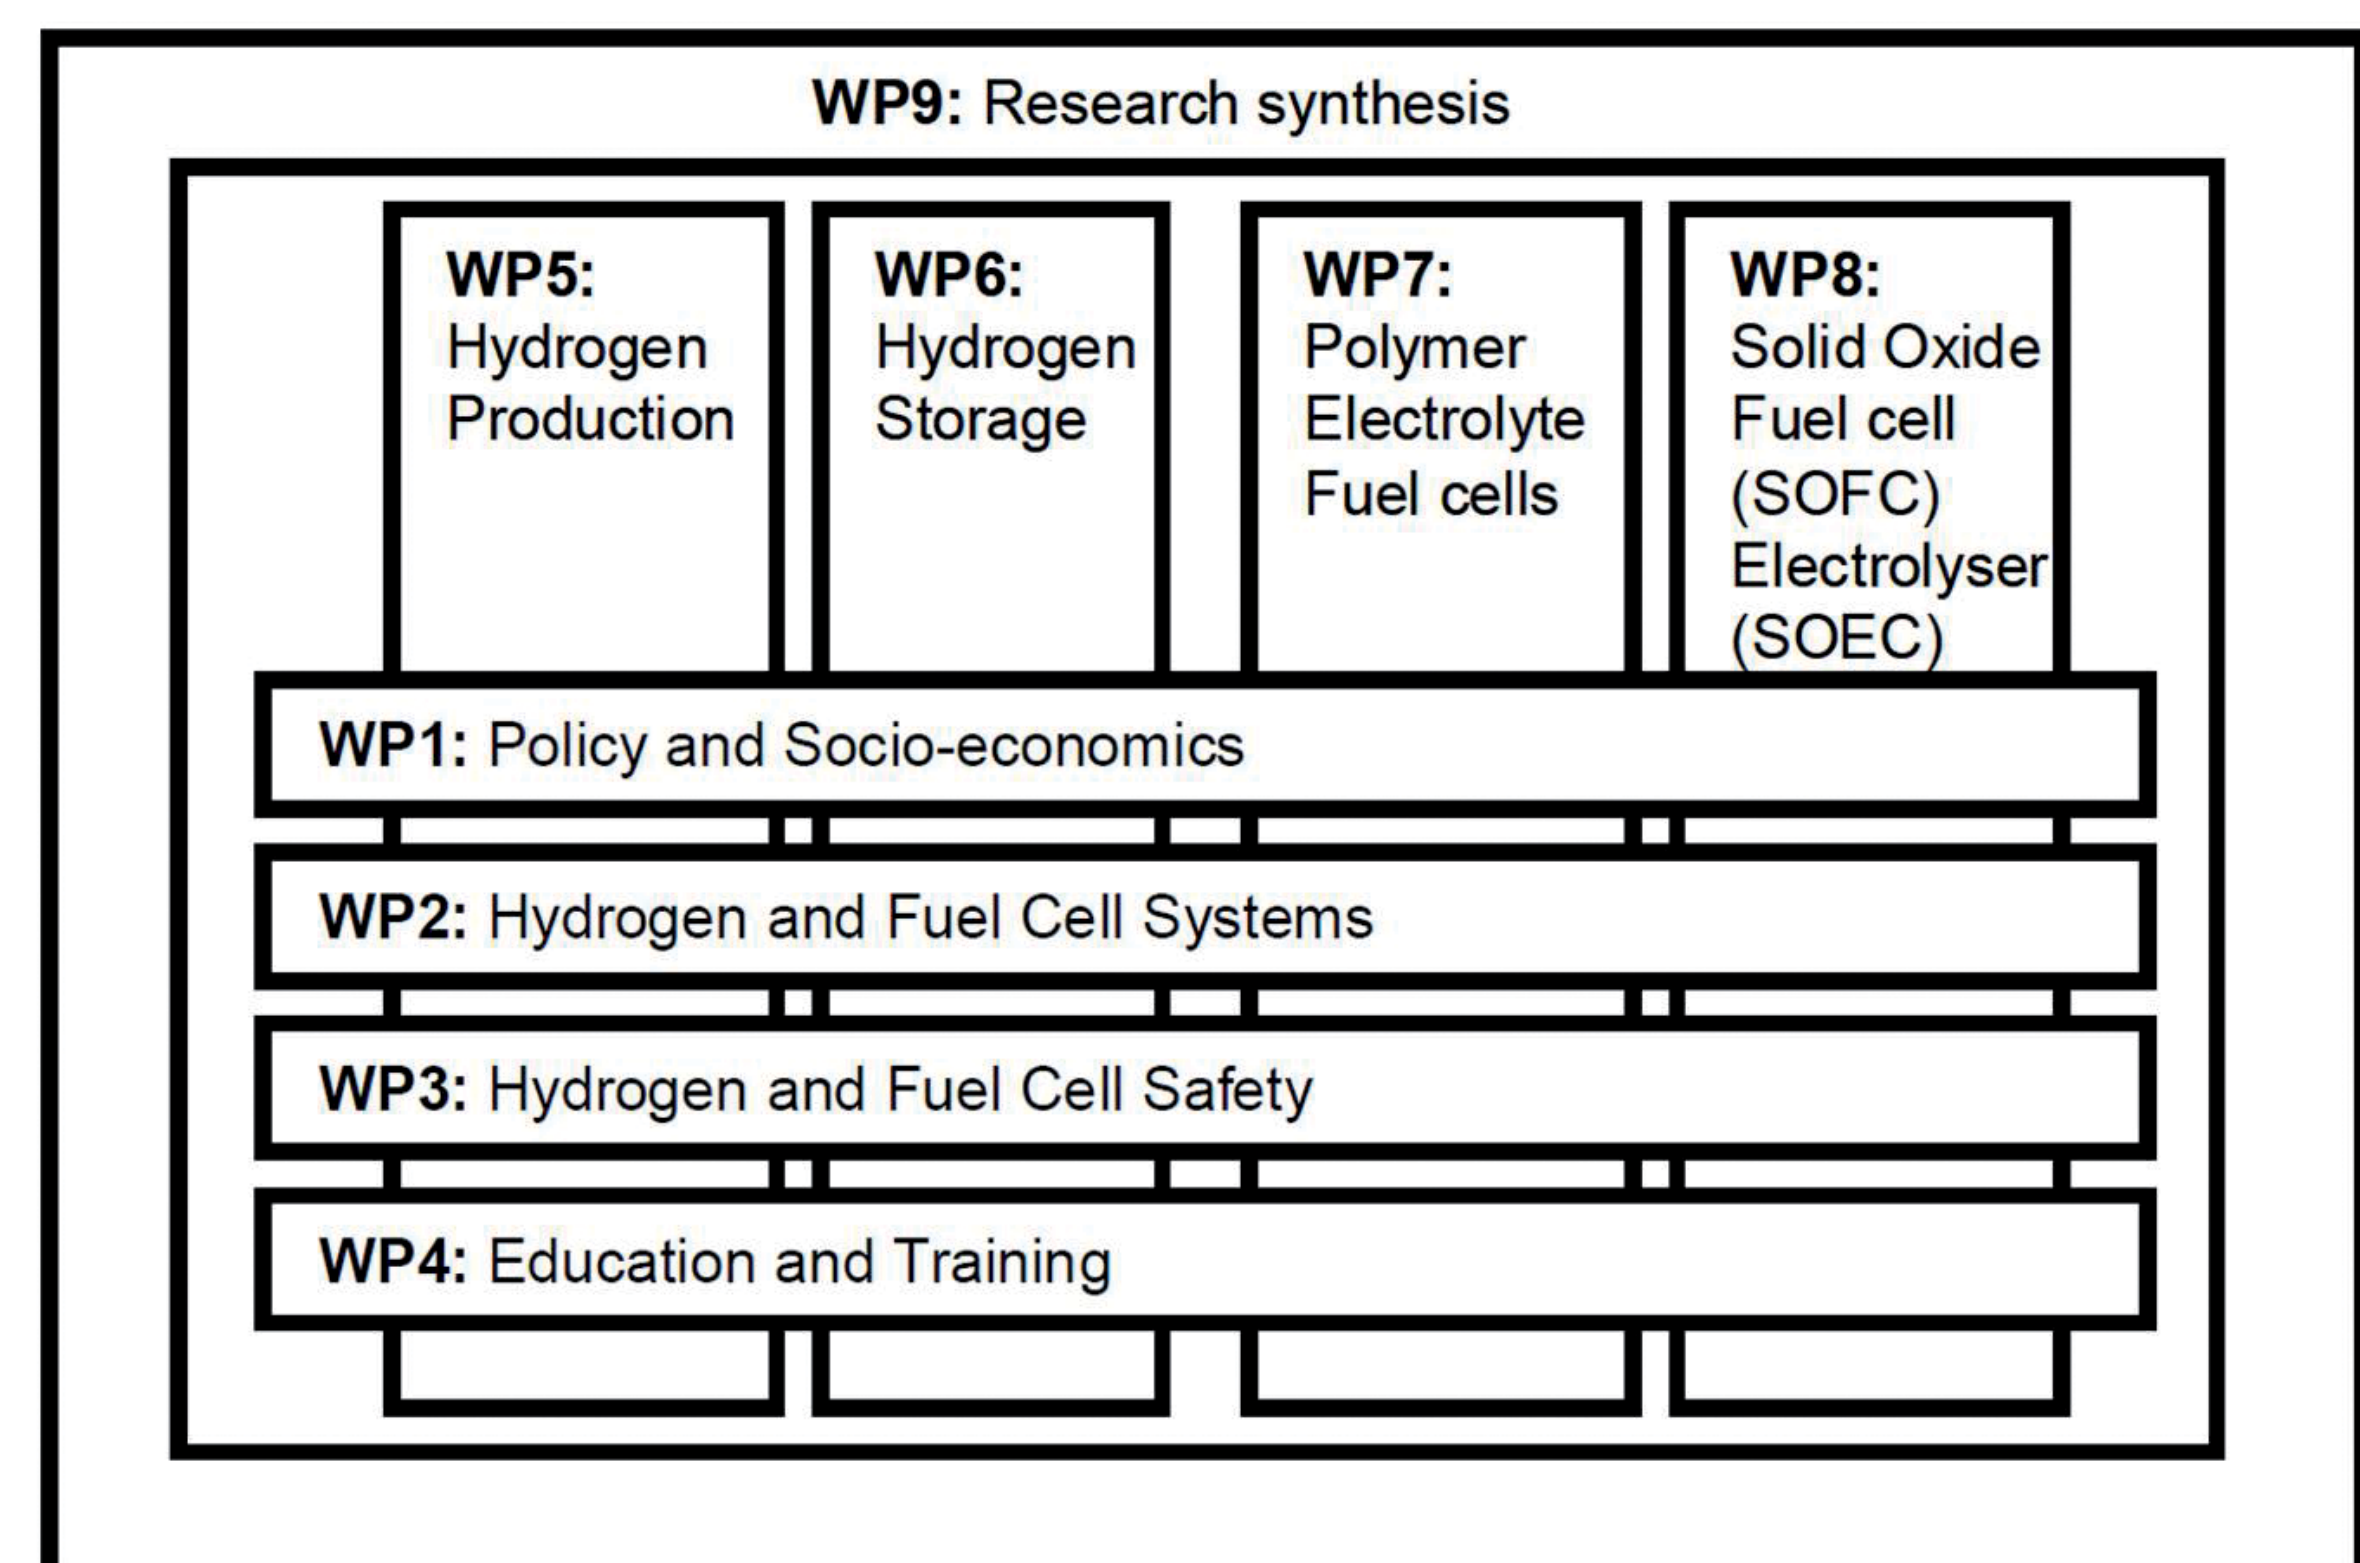 WP9: Research synthesis
WP5:
Hydrogen
Production
WP6:
Hydrogen
Storage
WP7:
Polymer
Electrolyte
Fuel cells
WP8:
Solid Oxide
Fuel cell
(SOFC)
Electrolyser
(SOEC)
WP1: Policy and Socio-economics
WP2: Hydrogen and Fuel Cell Systems
WP3: Hydrogen and Fuel Cell Safety
WP4: Education and Training